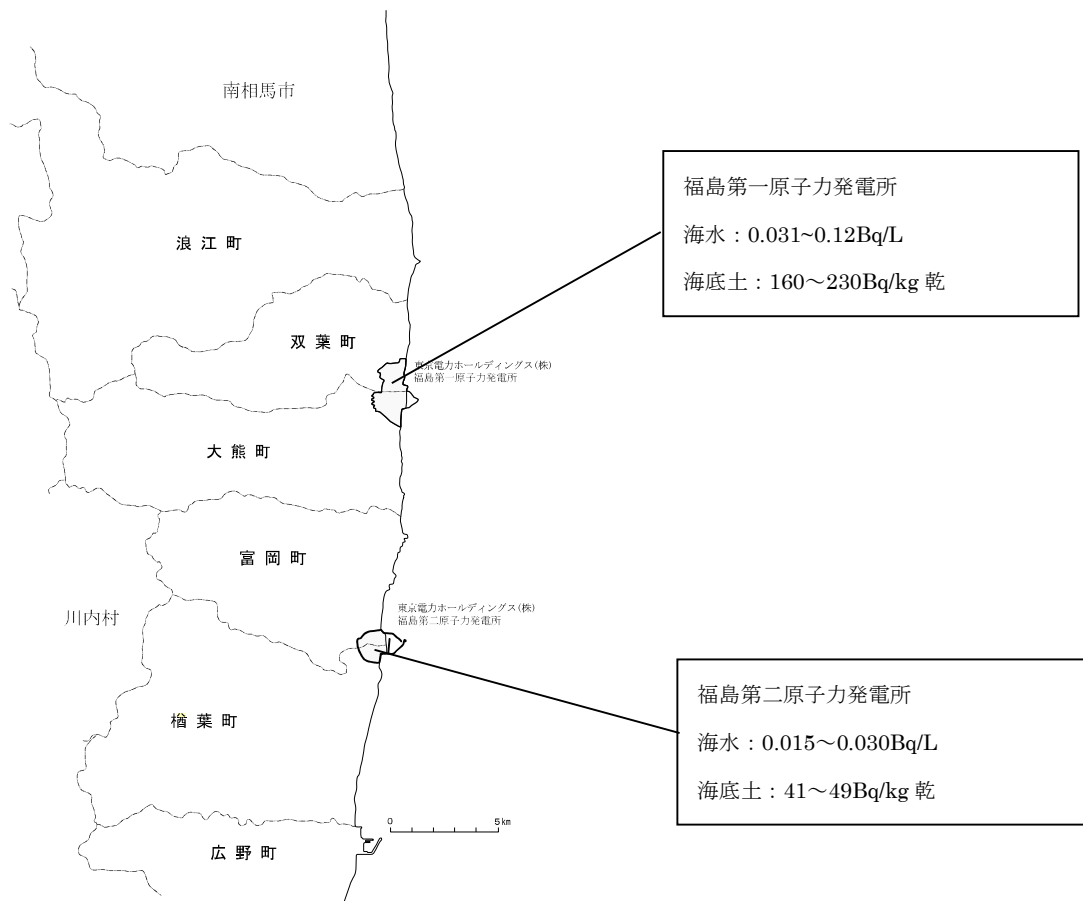 南相馬市
福島第一原子力発電所
海水：0.031~0.12Bq/L
海底土：160～230Bq/kg 乾
浪江町
双葉町
東京電力ホールディングス(株)
福島第一原子力発電所
大熊町
富岡町
川内村
東京電力ホールディングス(株)
福島第二原子力発電所
福島第二原子力発電所
海水：0.015～0.030Bq/L
海底土：41～49Bq/kg 乾
楢葉町
0 5km
広野町